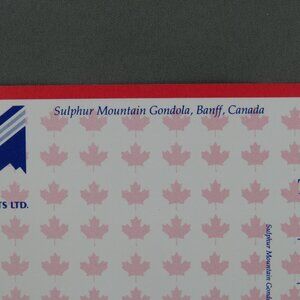 Sulphur Mountain Gondola, Banff, Canada
TS LTD.
Sulphur Mountain Gond